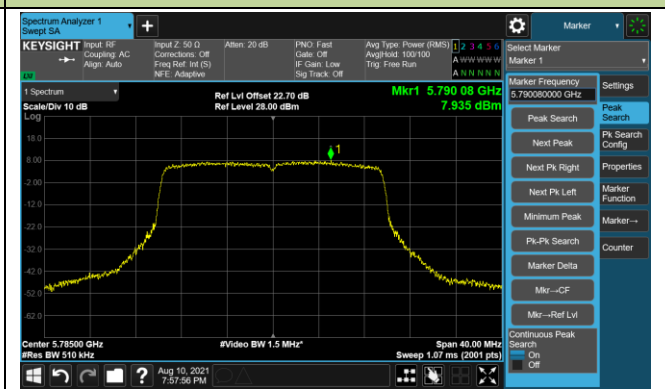 Spectrum Analyzer 1
Swept SA
+
Marker
KEYSIGHT
Input: RF
Coupling: AC
Align: Auto
Input Z: 50 Ω
Corrections: Off
Freq Ref: Int (S)
NFE: Adaptive
Atten: 20 dB
PNO: Fast
Gate: Off
IF Gain: Low
Sig Track: Off
Avg Type: Power (RMS)
Avg|Hold: 100/100
Trig: Free Run
1 2 3 4 5 6
A W W W W W
A N N N N N
Select Marker
Marker 1
1 Spectrum
Scale/Div 10 dB
Log
Ref Lvl Offset 22.70 dB
Ref Level 28.00 dBm
Mkr1 5.790 08 GHz
7.935 dBm
18.0
8.00
-2.00
-12.0
-22.0
-32.0
-42.0
-52.0
-62.0
1
Center 5.78500 GHz
#Res BW 510 kHz
#Video BW 1.5 MHz*
Span 40.00 MHz
Sweep 1.07 ms (2001 pts)
Marker Frequency
5.790080000 GHz
Peak Search
Next Peak
Next Pk Right
Next Pk Left
Minimum Peak
Pk-Pk Search
Marker Delta
Mkr→CF
Mkr→Ref Lvl
Continuous Peak
Search
On
Off
Settings
Peak
Search
Pk Search
Config
Properties
Marker
Function
Marker→
Counter
?
Aug 10, 2021
7:57:56 PM